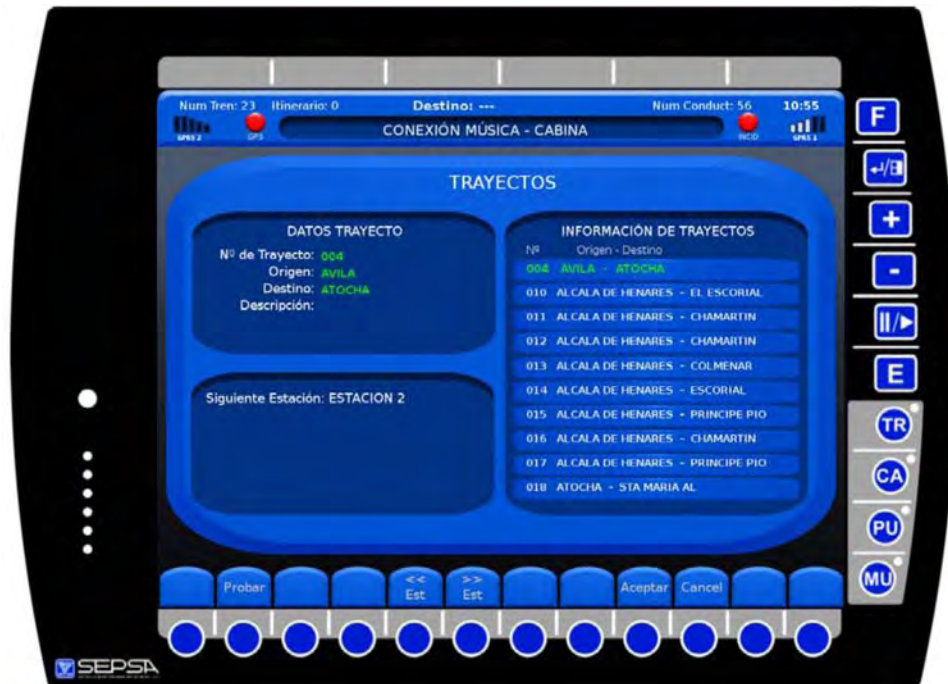 Num Tren: 23 Itinerario: 0 Destino: --- Num Conduct: 56 10:55
GPRS 2 GPS CONEXIÓN MÚSICA - CABINA INCID GPRS 1
TRAYECTOS
DATOS TRAYECTO
Nº de Trayecto: 004
Origen: AVILA
Destino: ATOCHA
Descripción:
Siguiente Estación: ESTACION 2
INFORMACIÓN DE TRAYECTOS
Nº Origen - Destino
004 AVILA - ATOCHA
010 ALCALA DE HENARES - EL ESCORIAL
011 ALCALA DE HENARES - CHAMARTIN
012 ALCALA DE HENARES - CHAMARTIN
013 ALCALA DE HENARES - COLMENAR
014 ALCALA DE HENARES - ESCORIAL
015 ALCALA DE HENARES - PRINCIPE PIO
016 ALCALA DE HENARES - CHAMARTIN
017 ALCALA DE HENARES - PRINCIPE PIO
018 ATOCHA - STA MARIA AL
Probar << Est >> Est Aceptar Cancel
F
+
-
E
TR
CA
PU
MU
SEPSA